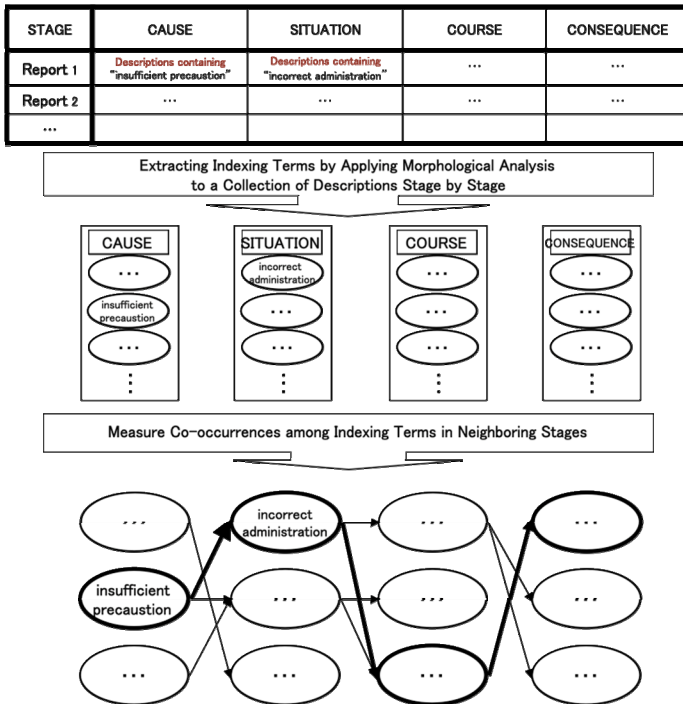 STAGE CAUSE SITUATION COURSE CONSEQUENCE
Report 1 Descriptions containing Descriptions containing … …
"insufficient precaustion" "incorrect administration"
Report 2 … … … …
…
Extracting Indexing Terms by Applying Morphological Analysis
to a Collection of Descriptions Stage by Stage
CAUSE SITUATION COURSE CONSEQUENCE
… incorrect … …
administration
insufficient … … …
precaustion
… … … …
⋮ ⋮ ⋮ ⋮
Measure Co-occurrences among Indexing Terms in Neighboring Stages
… incorrect … …
administration
insufficient … … …
precaustion
… … … …